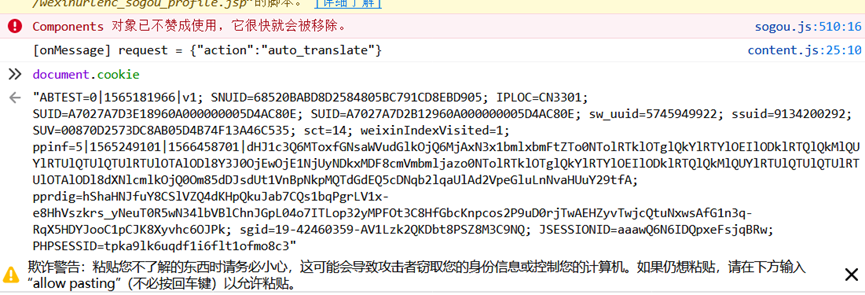 /weixinurlenc_sogou_profile.jsp"的脚本。 [详细了解]
Components 对象已不赞成使用，它很快就会被移除。 sogou.js:510:16
[onMessage] request = {"action":"auto_translate"} content.js:25:10
document.cookie
"ABTEST=0|1565181966|v1; SNUID=68520BABD8D2584805BC791CD8EBD905; IPLOC=CN3301;
SUID=A7027A7D3E18960A000000005D4AC80E; SUID=A7027A7D2B12960A000000005D4AC80E; sw_uuid=5745949922; ssuid=9134200292;
SUV=00870D2573DC8AB05D4B74F13A46C535; sct=14; weixinIndexVisited=1;
ppinf=5|1565249101|1566458701|dHJ1c3Q6MToxfGNsaWVudGlkOjQ6MjAxN3x1bmlxbmFtZTo0NTolRTklOTglQkYlRTYlOEIlODklRTQlQkMlQU
YlRTUlQTUlQTUlRTUlOTAlODl8Y3J0OjEwOjE1NjUyNDkxMDF8cmVmbmljazo0NTolRTklOTglQkYlRTYlOEIlODklRTQlQkMlQUYlRTUlQTUlQTUlRT
UlOTAlODl8dXNlcmlkOjQ0Om85dDJsdUt1VnBpNkpMQTdGdEQ5cDNqb2lqaUlAd2VpeGluLnNvaHUuY29tfA;
pprdig=hShaHNJfuY8CSlVZQ4dKHpQkuJab7CQs1bqPgrLV1x-
e8HhVszkrs_yNeuT0R5wN34lbVBlChnJGpL04o7ITLop32yMPFOt3C8HfGbcKnpcos2P9uD0rjTwAEHZyvTwjcQtuNxwsAfG1n3q-
RqX5HDYJooC1pCJK8Xyvhc6OJPk; sgid=19-42460359-AV1Lzk2QKDbt8PSZ8M3C9NQ; JSESSIONID=aaawQ6N6IDQpxeFsjqBRw;
PHPSESSID=tpka9lk6uqdf1i6flt1ofmo8c3"
欺诈警告：粘贴您不了解的东西时请务必小心，这可能会导致攻击者窃取您的身份信息或控制您的计算机。如果仍想粘贴，请在下方输入
“allow pasting”（不必按回车键）以允许粘贴。